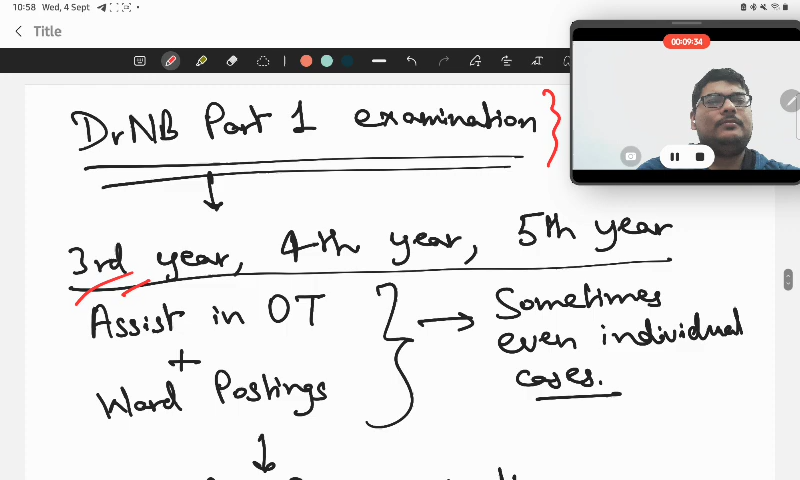 10:58 Wed, 4 Sept
Title
00:09:34
DrNB Part 1 examination
3rd year, 4th year, 5th year
Assist in OT
+
Word Postings
Sometimes
even individual
cases.